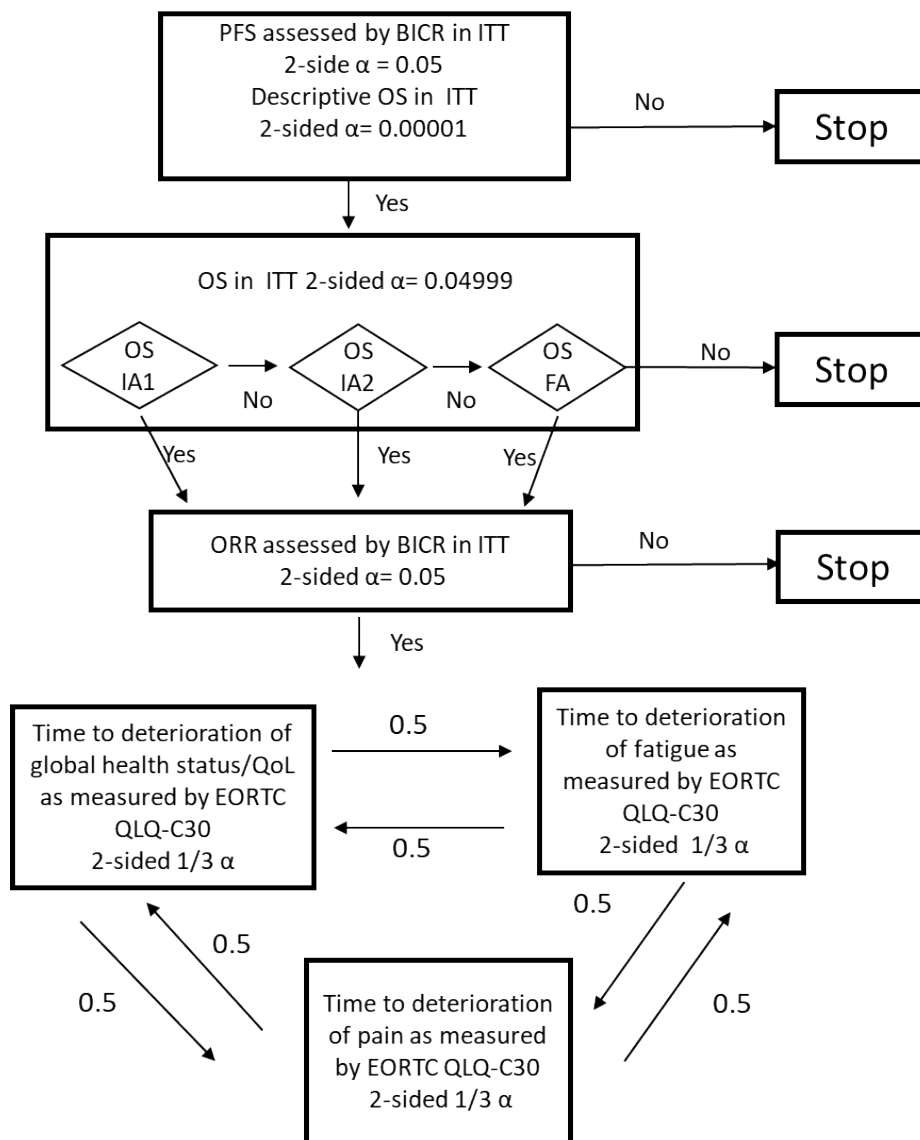 PFS assessed by BICR in ITT
2-side α = 0.05
Descriptive OS in ITT
2-sided α= 0.00001
No
Stop
Yes
OS in ITT 2-sided α= 0.04999
OS
IA1
No
OS
IA2
No
OS
FA
No
Stop
Yes
Yes
Yes
ORR assessed by BICR in ITT
2-sided α= 0.05
No
Stop
Yes
Time to deterioration of
global health status/QoL
as measured by EORTC
QLQ-C30
2-sided 1/3 α
0.5
0.5
Time to deterioration
of fatigue as
measured by EORTC
QLQ-C30
2-sided 1/3 α
0.5
0.5
0.5
0.5
Time to deterioration
of pain as measured
by EORTC QLQ-C30
2-sided 1/3 α